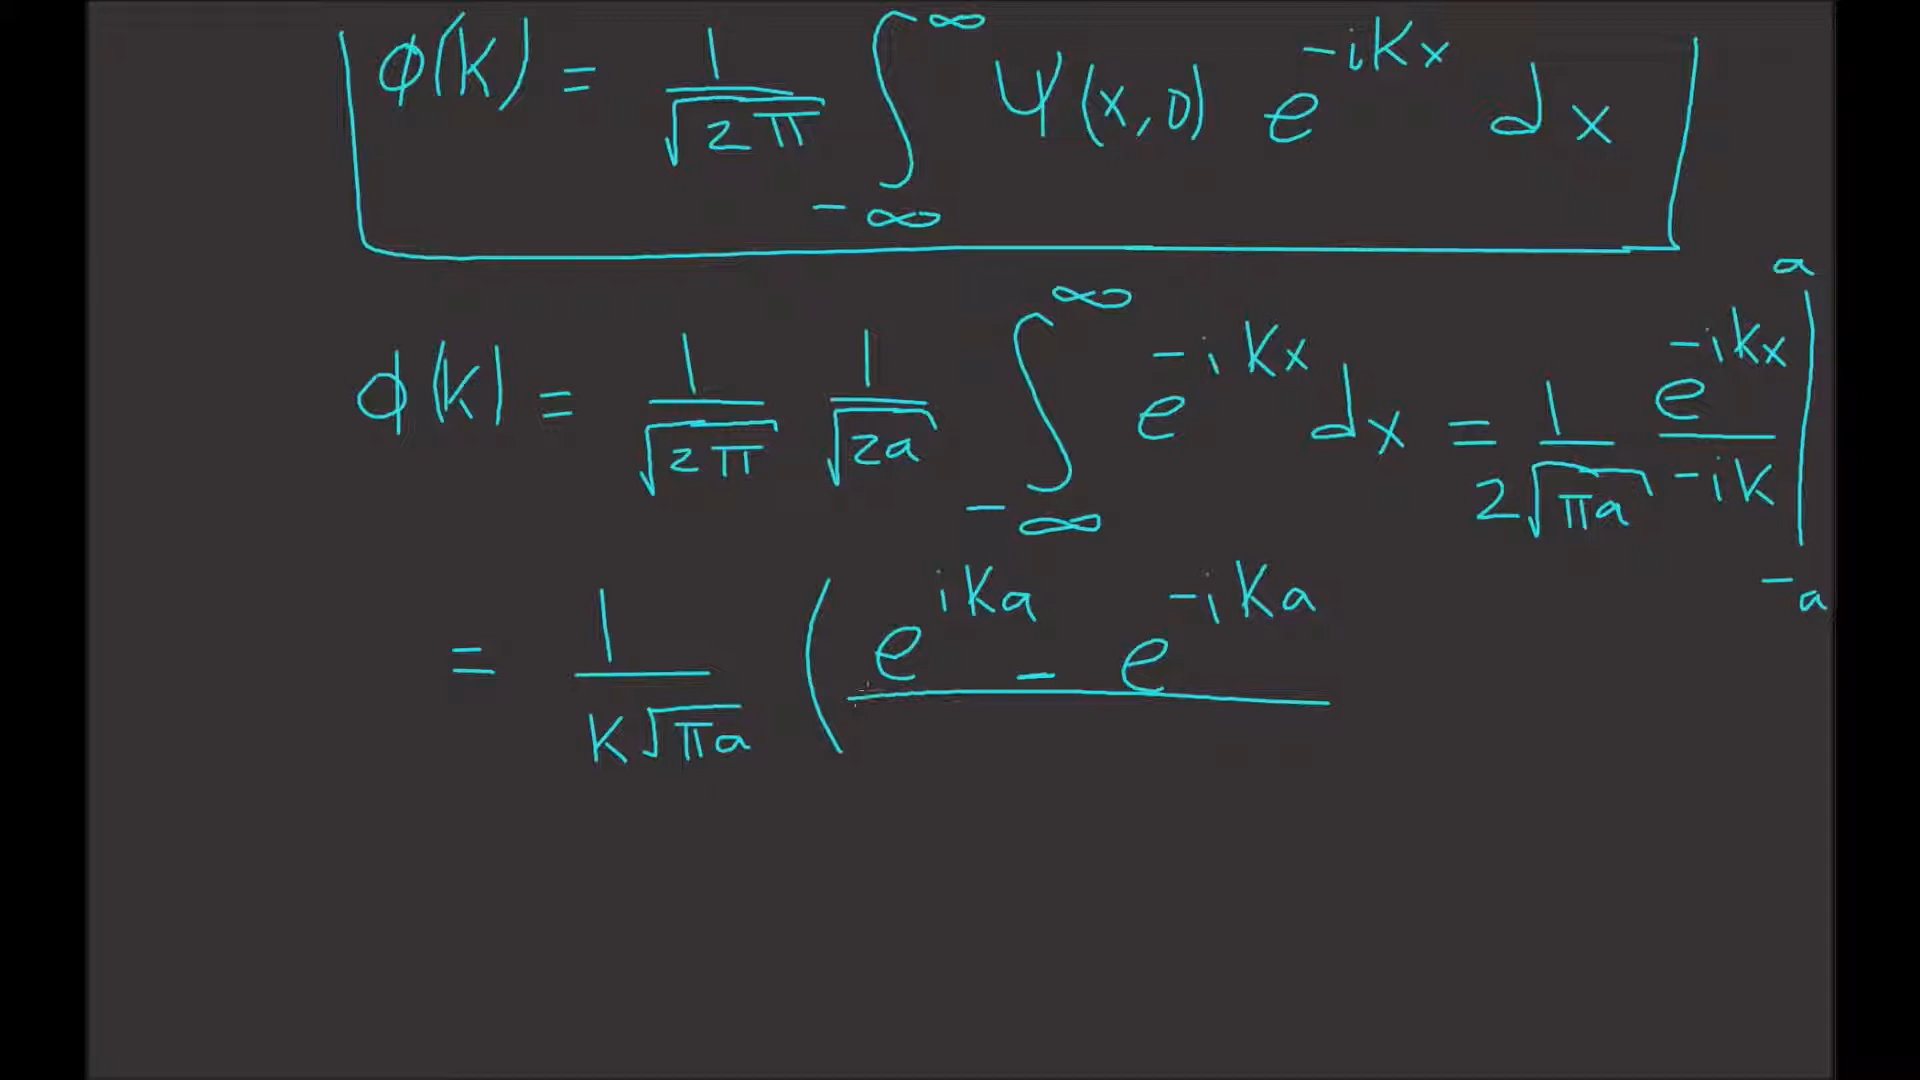 ϕ(k) = 1/√(2π) ∫_{-∞}^{∞} Ψ(x,0) e^{-ikx} dx
ϕ(k) = 1/√(2π) 1/√(2a) ∫_{-∞}^{∞} e^{-ikx} dx = 1/(2√(πa)) e^{-ikx}/(-ik) |_{-a}^{a}
= 1/(k√(πa)) ( e^{ika} - e^{-ika}